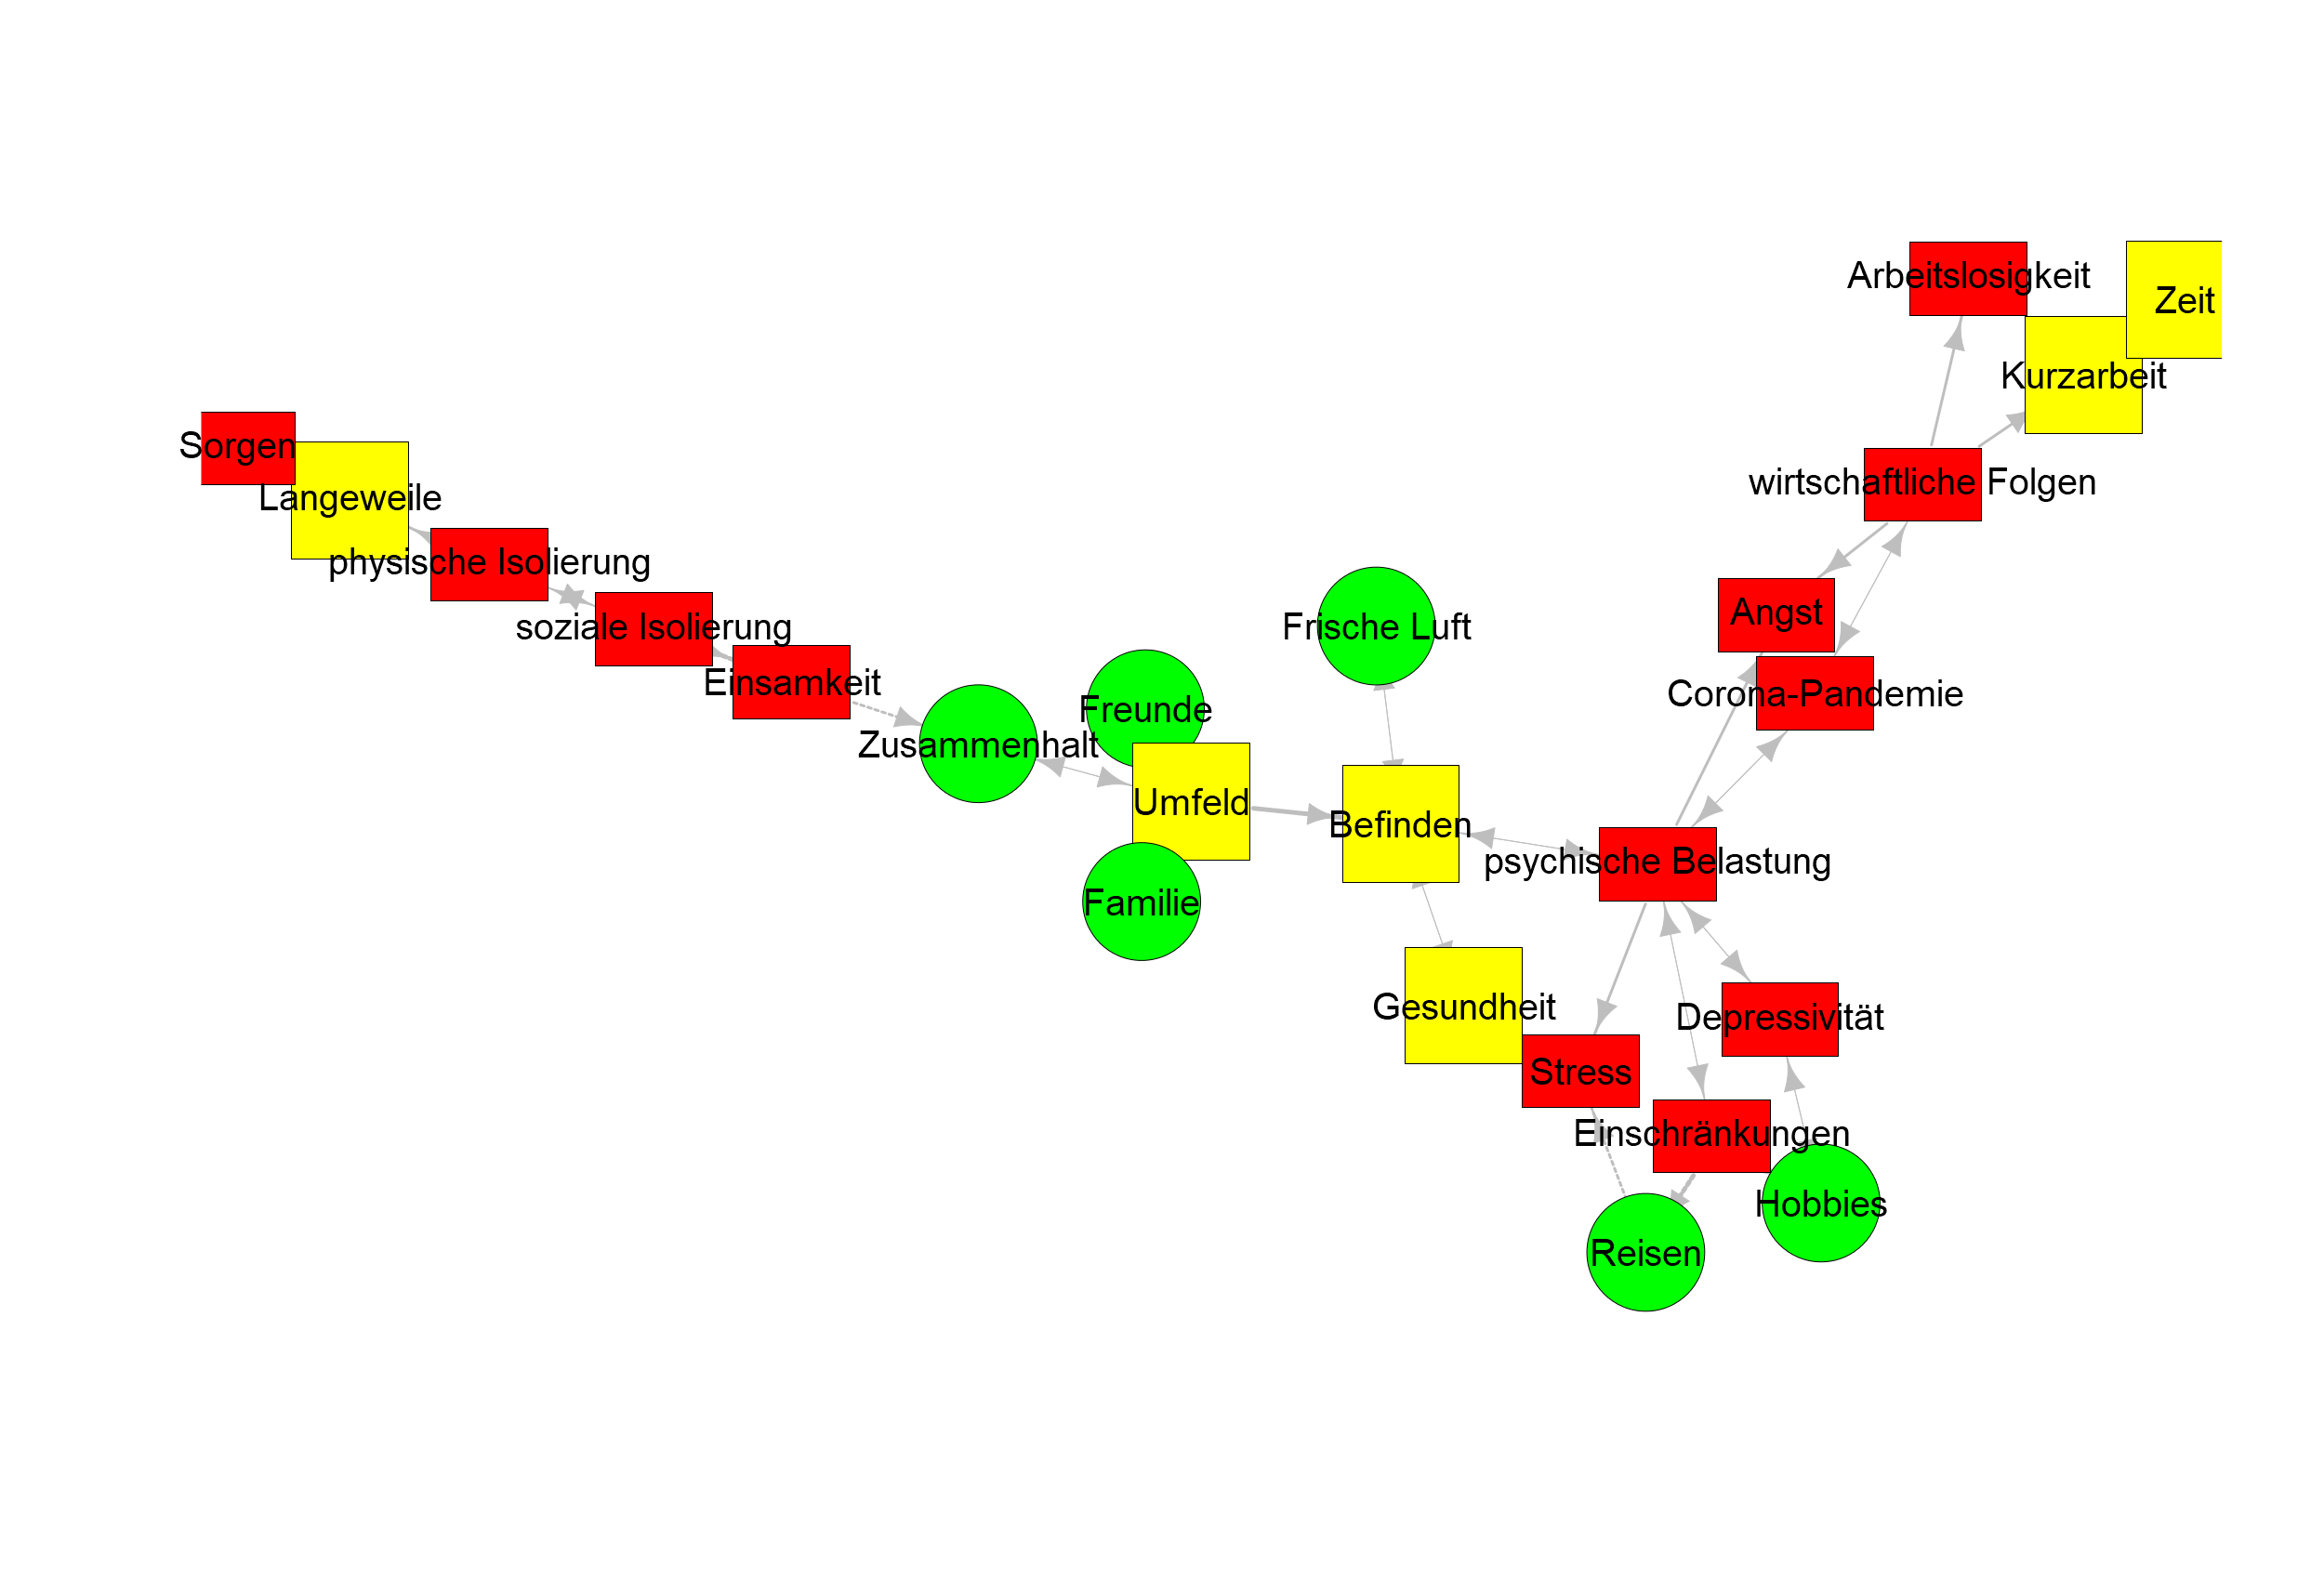 Arbeitslosigkeit
Zeit
Kurzarbeit
Sorgen
wirtschaftliche Folgen
Langeweile
physische Isolierung
Angst
soziale Isolierung
Frische Luft
Einsamkeit
Corona-Pandemie
Freunde
Zusammenhalt
Umfeld
Befinden
psychische Belastung
Familie
Gesundheit
Depressivität
Stress
Einschränkungen
Hobbies
Reisen